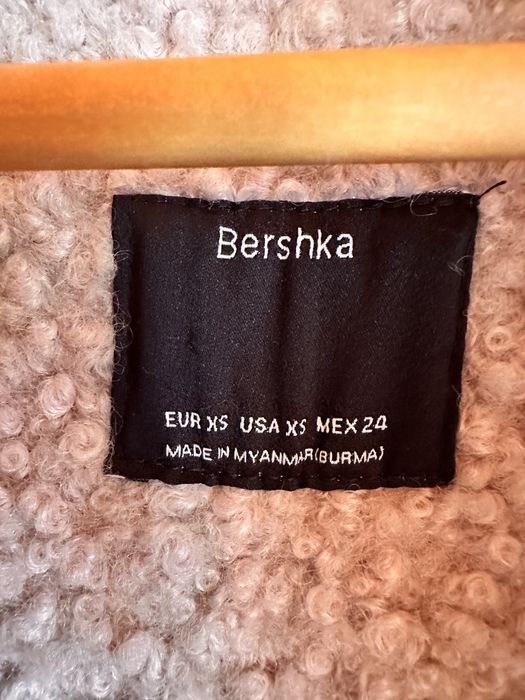 Bershka
EUR XS USA XS MEX 24
MADE IN MYANMAR(BURMA)